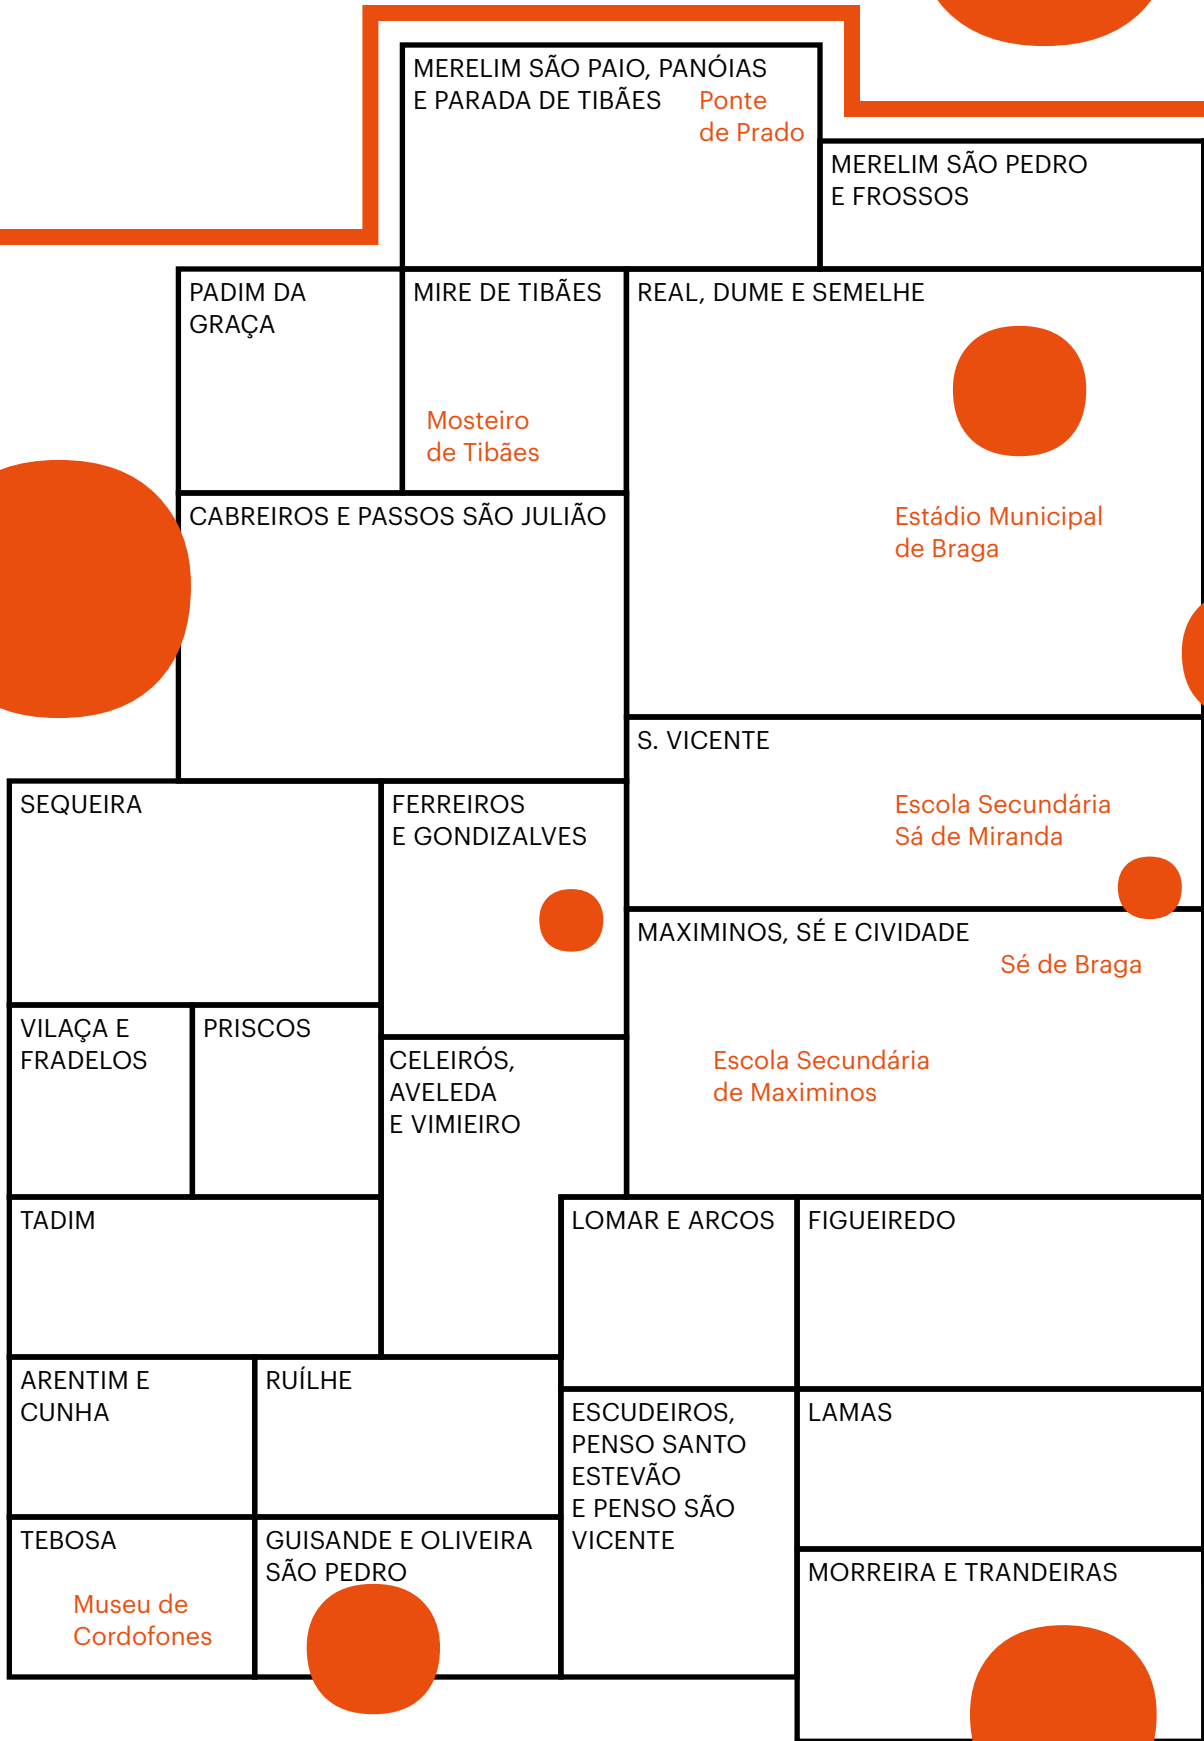 MERELIM SÃO PAIO, PANÓIAS
E PARADA DE TIBÃES
Ponte
de Prado
MERELIM SÃO PEDRO
E FROSSOS
PADIM DA
GRAÇA
MIRE DE TIBÃES
Mosteiro
de Tibães
REAL, DUME E SEMELHE
Estádio Municipal
de Braga
CABREIROS E PASSOS SÃO JULIÃO
S. VICENTE
Escola Secundária
Sá de Miranda
SEQUEIRA
FERREIROS
E GONDIZALVES
MAXIMINOS, SÉ E CIVIDADE
Sé de Braga
Escola Secundária
de Maximinos
VILAÇA E
FRADELOS
PRISCOS
CELEIRÓS,
AVELEDA
E VIMIEIRO
TADIM
LOMAR E ARCOS
FIGUEIREDO
ARENTIM E
CUNHA
RUÍLHE
ESCUDEIROS,
PENSO SANTO
ESTEVÃO
E PENSO SÃO
VICENTE
LAMAS
TEBOSA
Museu de
Cordofones
GUISANDE E OLIVEIRA
SÃO PEDRO
MORREIRA E TRANDEIRAS